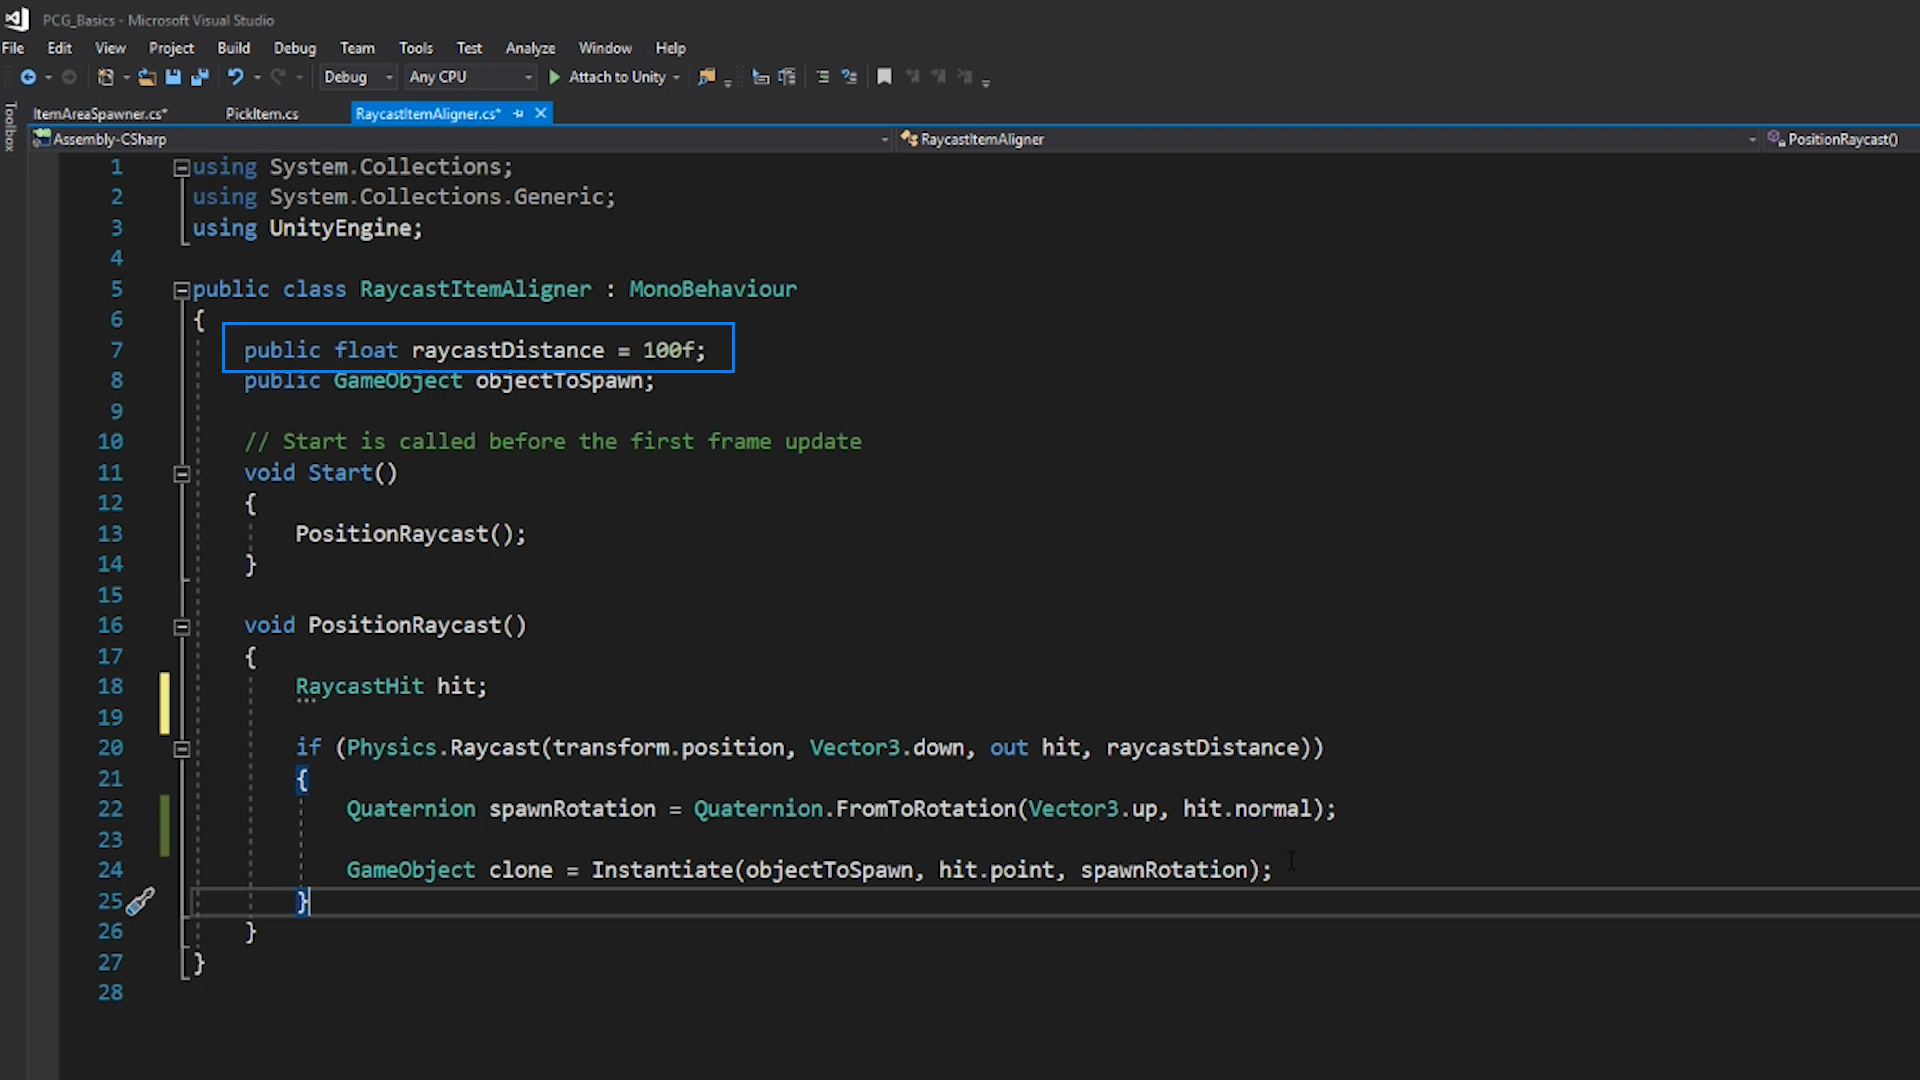 PCG_Basics - Microsoft Visual Studio
File Edit View Project Build Debug Team Tools Test Analyze Window Help
Debug Any CPU Attach to Unity
Toolbox
ItemAreaSpawner.cs* PickItem.cs RaycastItemAligner.cs*
Assembly-CSharp RaycastItemAligner PositionRaycast()
1 using System.Collections;
2 using System.Collections.Generic;
3 using UnityEngine;
4
5 public class RaycastItemAligner : MonoBehaviour
6 {
7 public float raycastDistance = 100f;
8 public GameObject objectToSpawn;
9
10 // Start is called before the first frame update
11 void Start()
12 {
13 PositionRaycast();
14 }
15
16 void PositionRaycast()
17 {
18 RaycastHit hit;
19
20 if (Physics.Raycast(transform.position, Vector3.down, out hit, raycastDistance))
21 {
22 Quaternion spawnRotation = Quaternion.FromToRotation(Vector3.up, hit.normal);
23
24 GameObject clone = Instantiate(objectToSpawn, hit.point, spawnRotation);
25 }
26 }
27 }
28